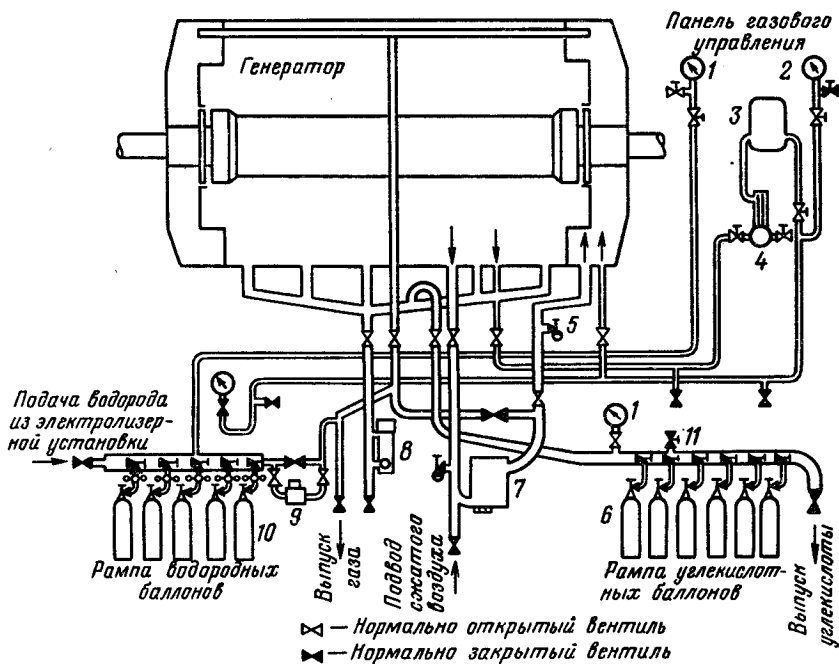 Панель газового
управления
Генератор
1
2
3
4
5
Подача водорода
из электролизер-
ной установки
1
11
8
7
9
10
6
Рампа водородных
баллонов
Выпуск
газа
Подвод
сжатого
воздуха
Рампа углекислот-
ных баллонов
Выпуск
углекислоты
— Нормально открытый вентиль
— Нормально закрытый вентиль